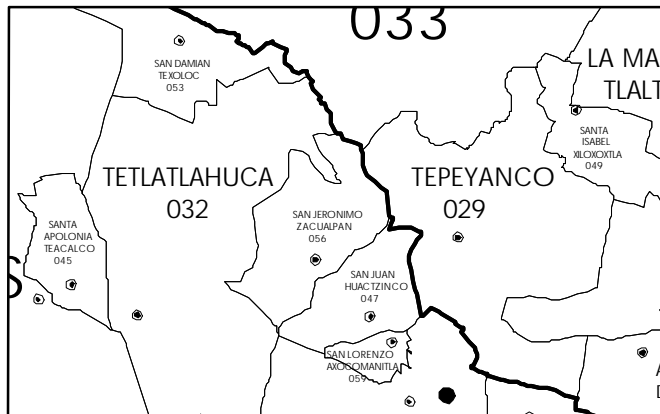 033
SAN DAMIAN
TEXOLOC
053
LA MA
TLALT
SANTA
ISABEL
XILOXOXTLA
049
TETLATLAHUCA
032
TEPEYANCO
029
SANTA
APOLONIA
TEACALCO
045
SAN JERONIMO
ZACUALPAN
056
S
SAN JUAN
HUACTZINCO
047
SAN LORENZO
AXOCOMANITLA
059
A
D